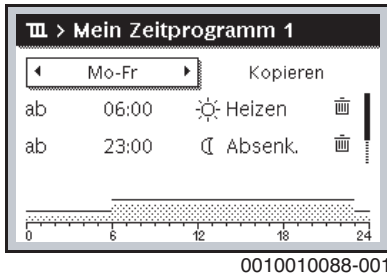 > Mein Zeitprogramm 1
Mo-Fr Kopieren
ab 06:00 Heizen
ab 23:00 Absenk.
0 6 12 18 24
0010010088-001